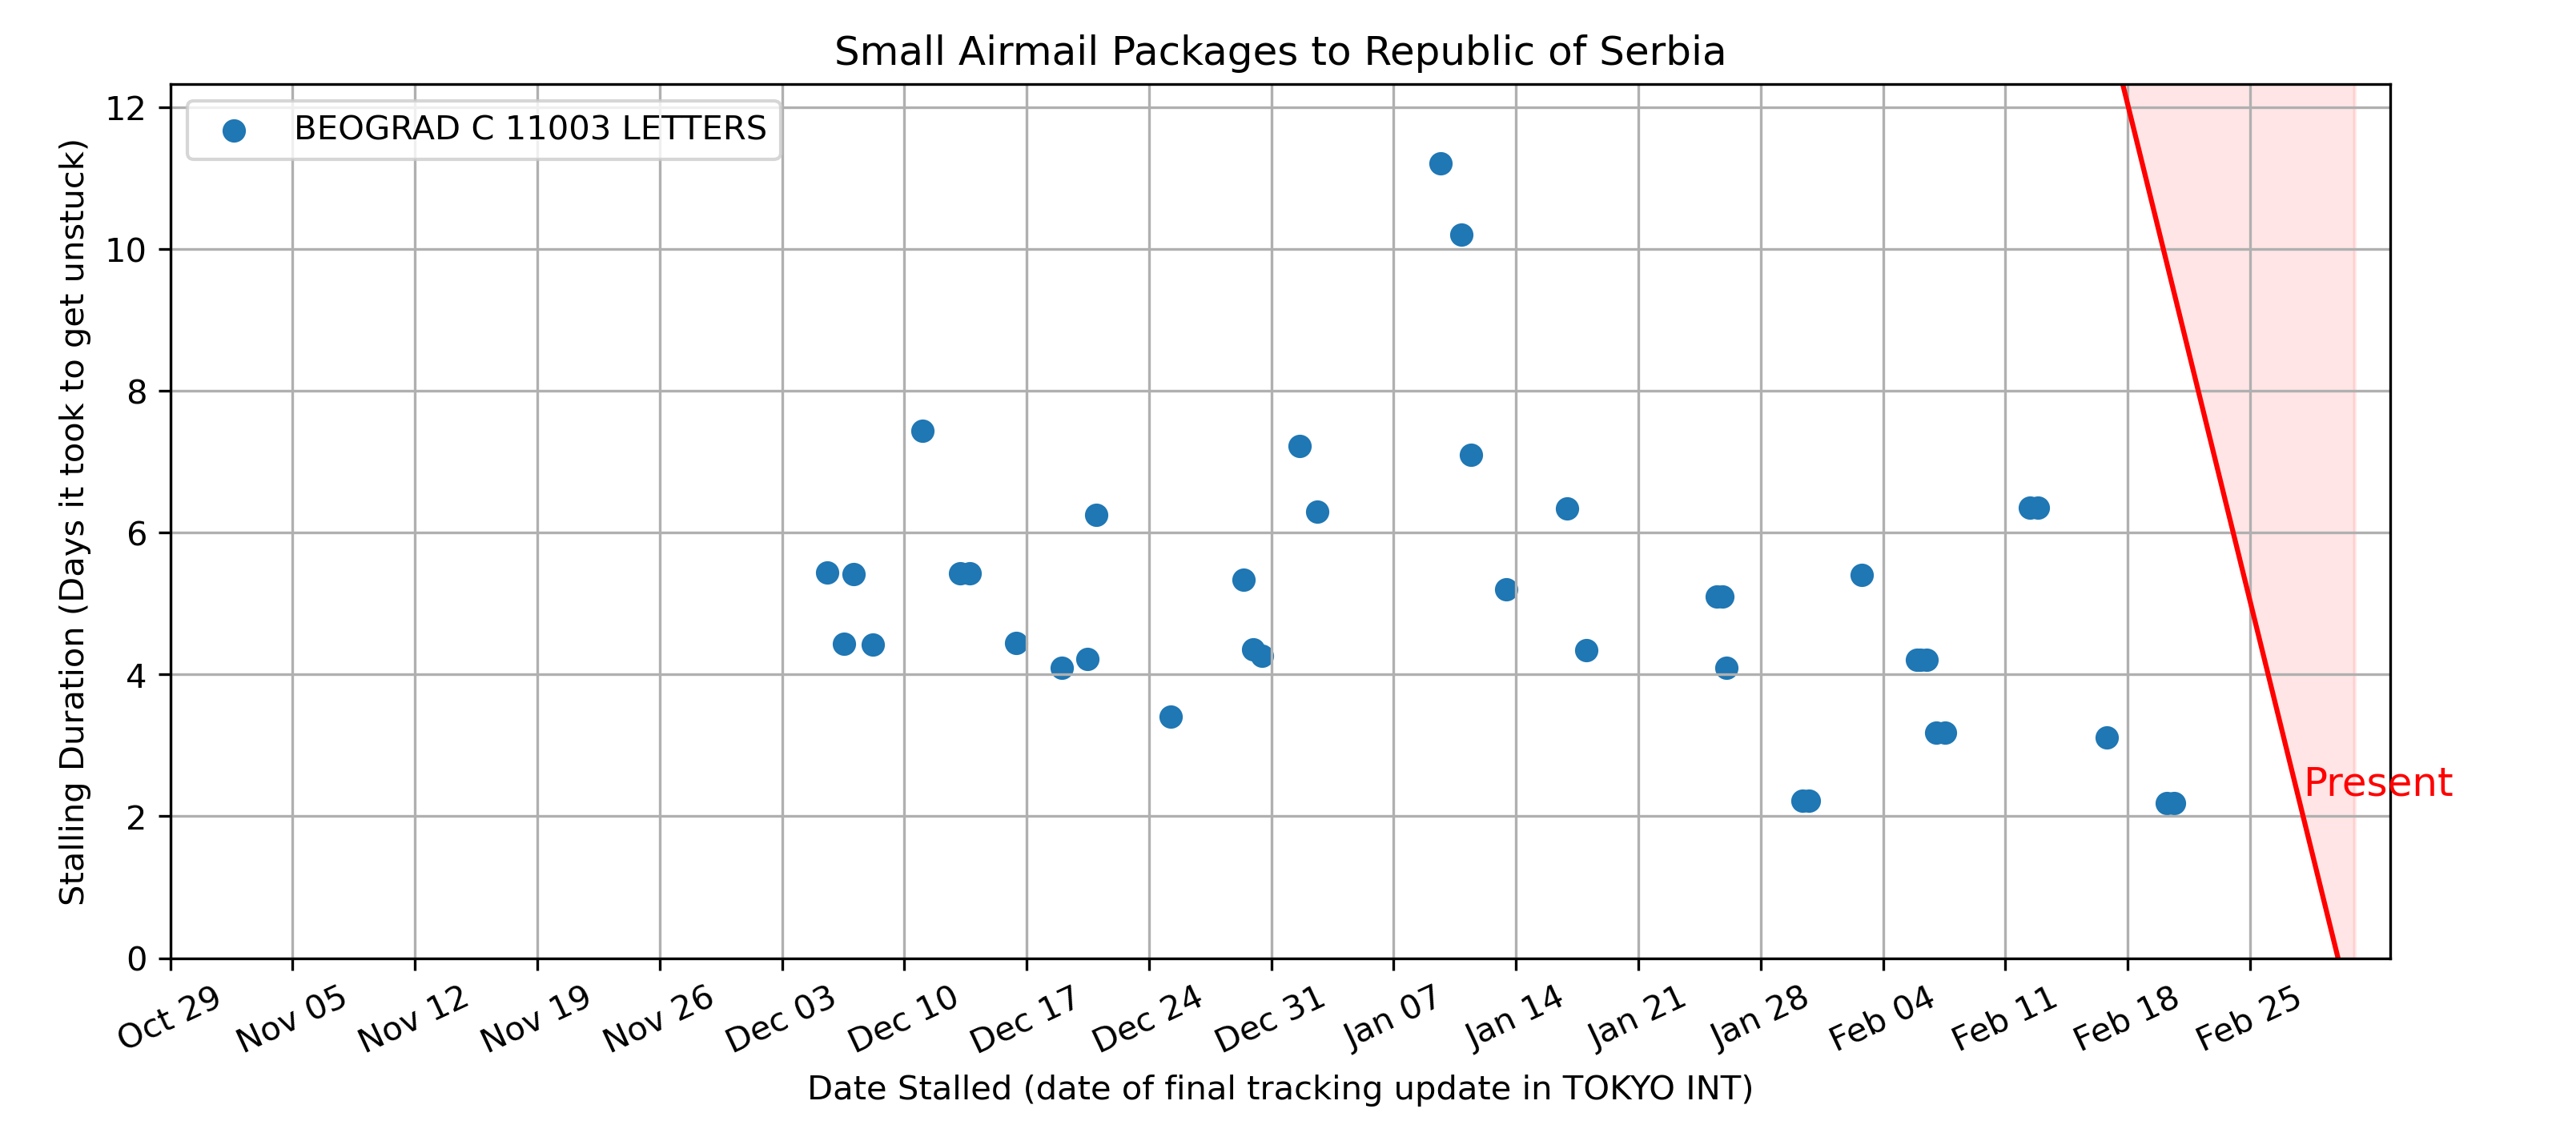 Small Airmail Packages to Republic of Serbia
BEOGRAD C 11003 LETTERS
12
10
8
6
4
2
0
Stalling Duration (Days it took to get unstuck)
Present
Oct 29
Nov 05
Nov 12
Nov 19
Nov 26
Dec 03
Dec 10
Dec 17
Dec 24
Dec 31
Jan 07
Jan 14
Jan 21
Jan 28
Feb 04
Feb 11
Feb 18
Feb 25
Date Stalled (date of final tracking update in TOKYO INT)